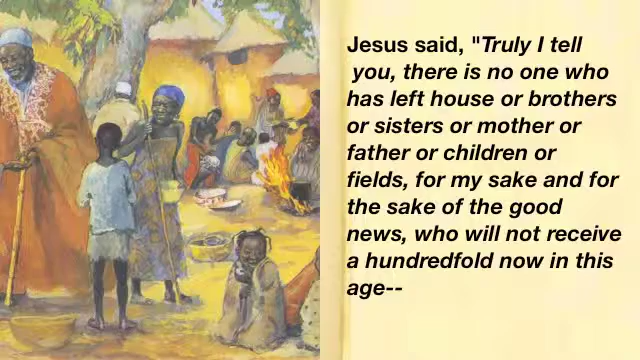 Jesus said, "Truly I tell
you, there is no one who
has left house or brothers
or sisters or mother or
father or children or
fields, for my sake and for
the sake of the good
news, who will not receive
a hundredfold now in this
age--